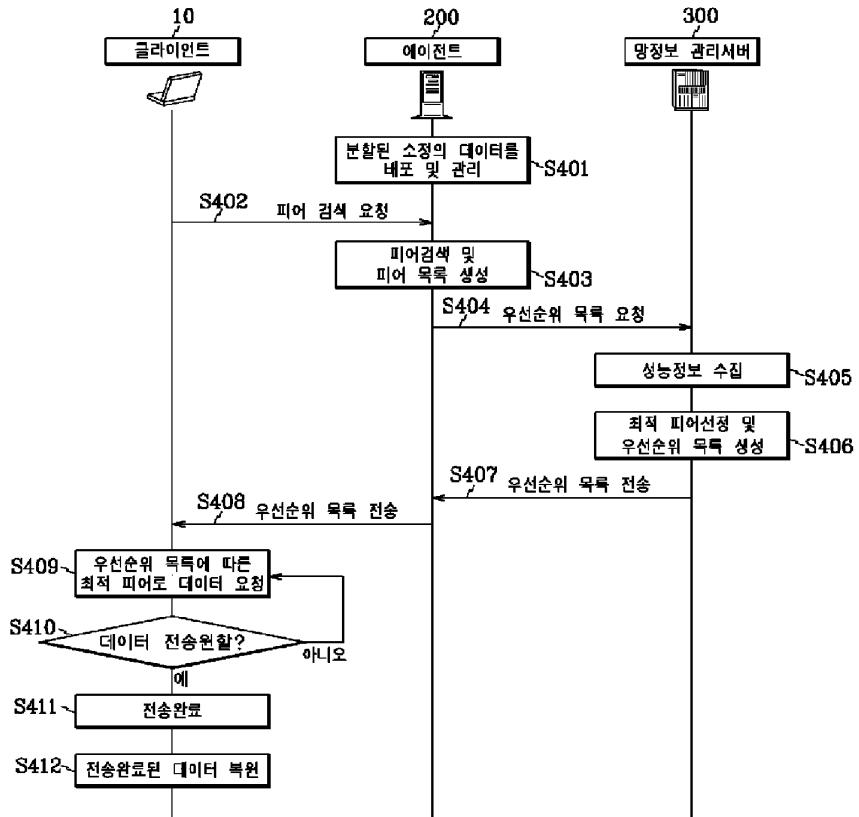 10
200
300
클라이언트
에이전트
망정보 관리서버
분할된 소정의 데이터를
배포 및 관리
S401
S402
피어 검색 요청
피어검색 및
피어 목록 생성
S403
S404
우선순위 목록 요청
성능정보 수집
S405
최적 피어선정 및
우선순위 목록 생성
S406
S407
우선순위 목록 전송
S408
우선순위 목록 전송
S409
우선순위 목록에 따른
최적 피어로 데이터 요청
S410
데이터 전송원할?
아니오
예
S411
전송완료
S412
전송완료된 데이터 복원